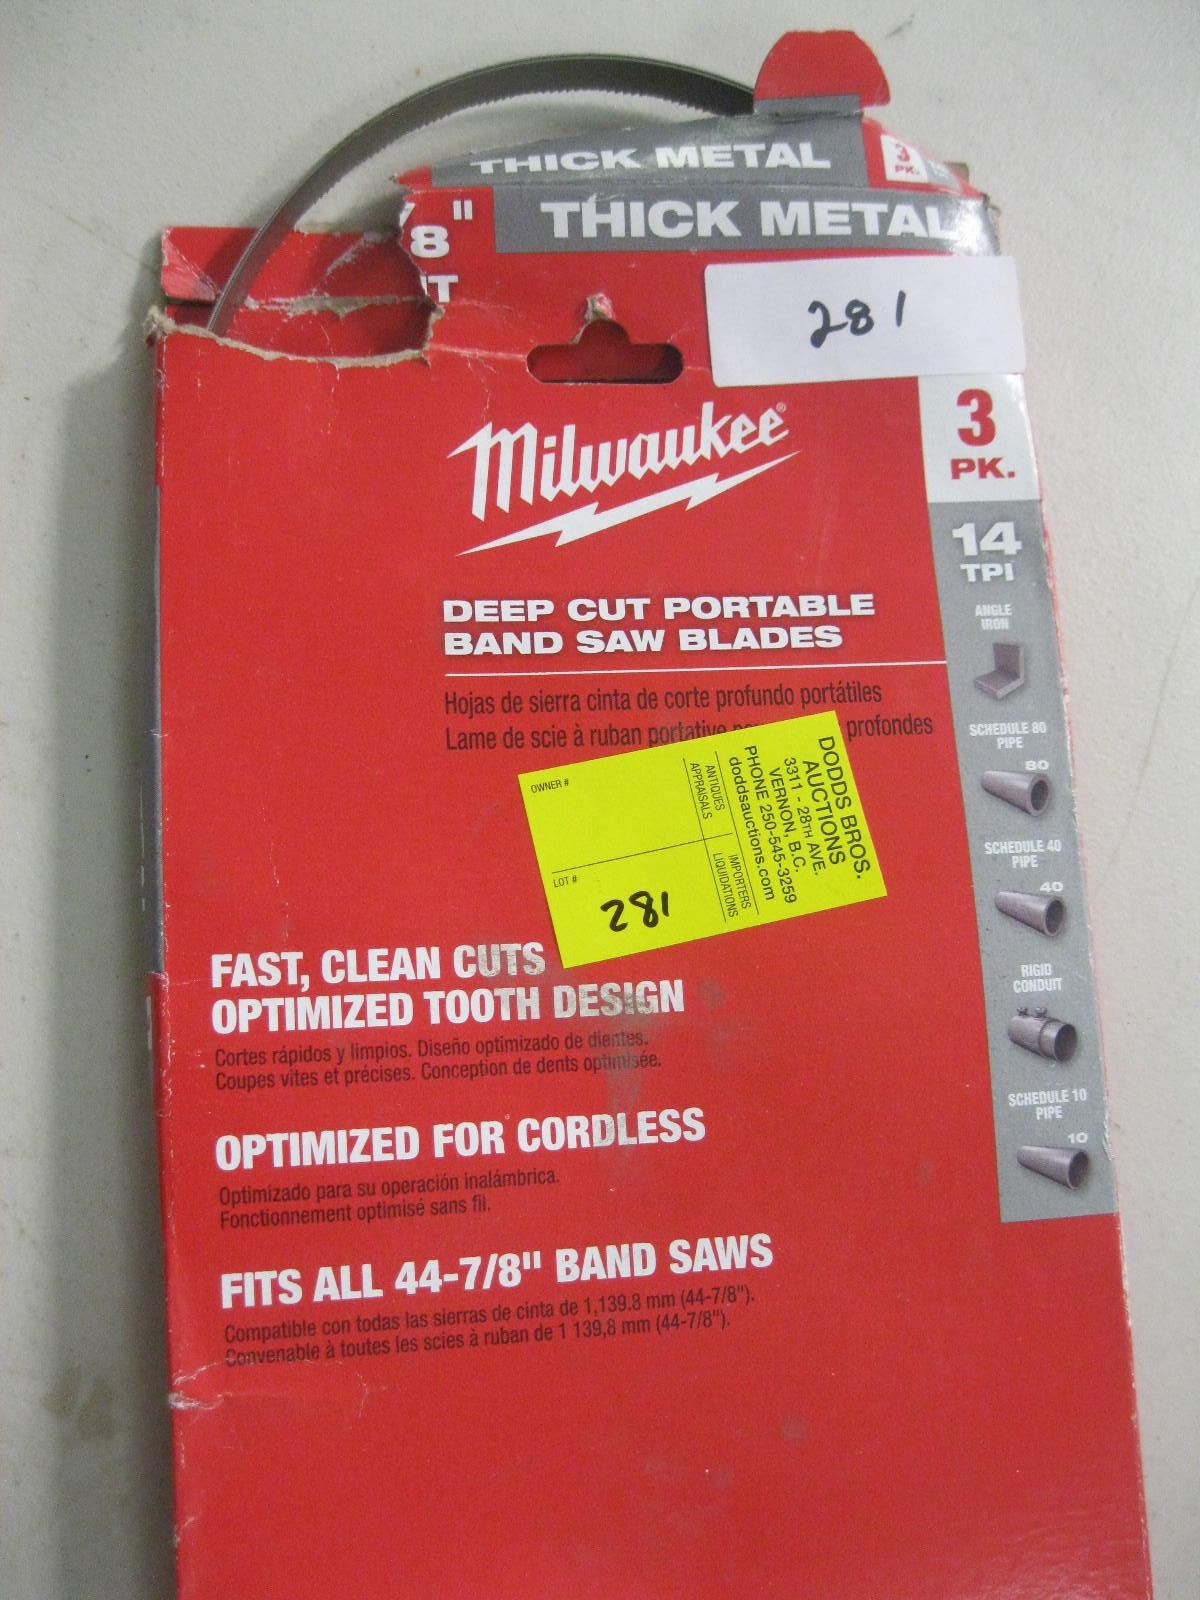 THICK METAL
3
PK.
8"
THICK METAL
281
Milwaukee®
3
PK.
14
TPI
DEEP CUT PORTABLE
BAND SAW BLADES
Hojas de sierra cinta de corte profundo portátiles
Lame de scie à ruban portative profondes
ANGLE
IRON
SCHEDULE 80
PIPE
80
SCHEDULE 40
PIPE
40
RIGID
CONDUIT
SCHEDULE 10
PIPE
10
DODDS BROS.
AUCTIONS
3311 - 28TH AVE.
VERNON, B.C.
PHONE 250-545-3259
doddsauctions.com
ANTIQUES
APPRAISALS
IMPORTERS
LIQUIDATIONS
OWNER #
LOT #
281
FAST, CLEAN CUTS
OPTIMIZED TOOTH DESIGN
Cortes rápidos y limpios. Diseño optimizado de dientes.
Coupes vites et précises. Conception de dents optimisée.
OPTIMIZED FOR CORDLESS
Optimizado para su operación inalámbrica.
Fonctionnement optimisé sans fil.
FITS ALL 44-7/8" BAND SAWS
Compatible con todas las sierras de cinta de 1,139.8 mm (44-7/8").
Convenable à toutes les scies à ruban de 1 139,8 mm (44-7/8").